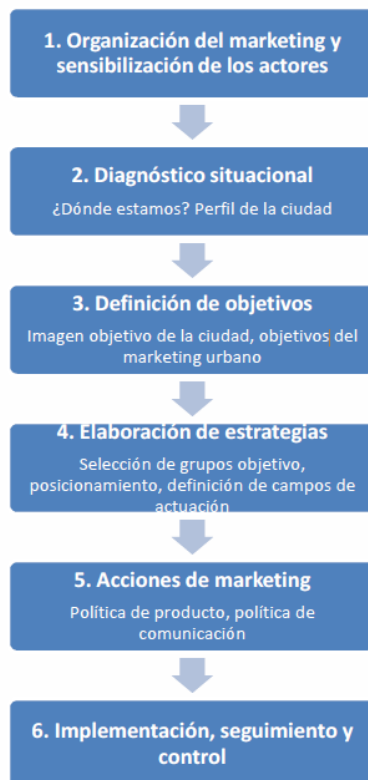 1. Organización del marketing y
sensibilización de los actores
2. Diagnóstico situacional
¿Dónde estamos? Perfil de la ciudad
3. Definición de objetivos
Imagen objetivo de la ciudad, objetivos del
marketing urbano
4. Elaboración de estrategias
Selección de grupos objetivo,
posicionamiento, definición de campos de
actuación
5. Acciones de marketing
Política de producto, política de
comunicación
6. Implementación, seguimiento y
control